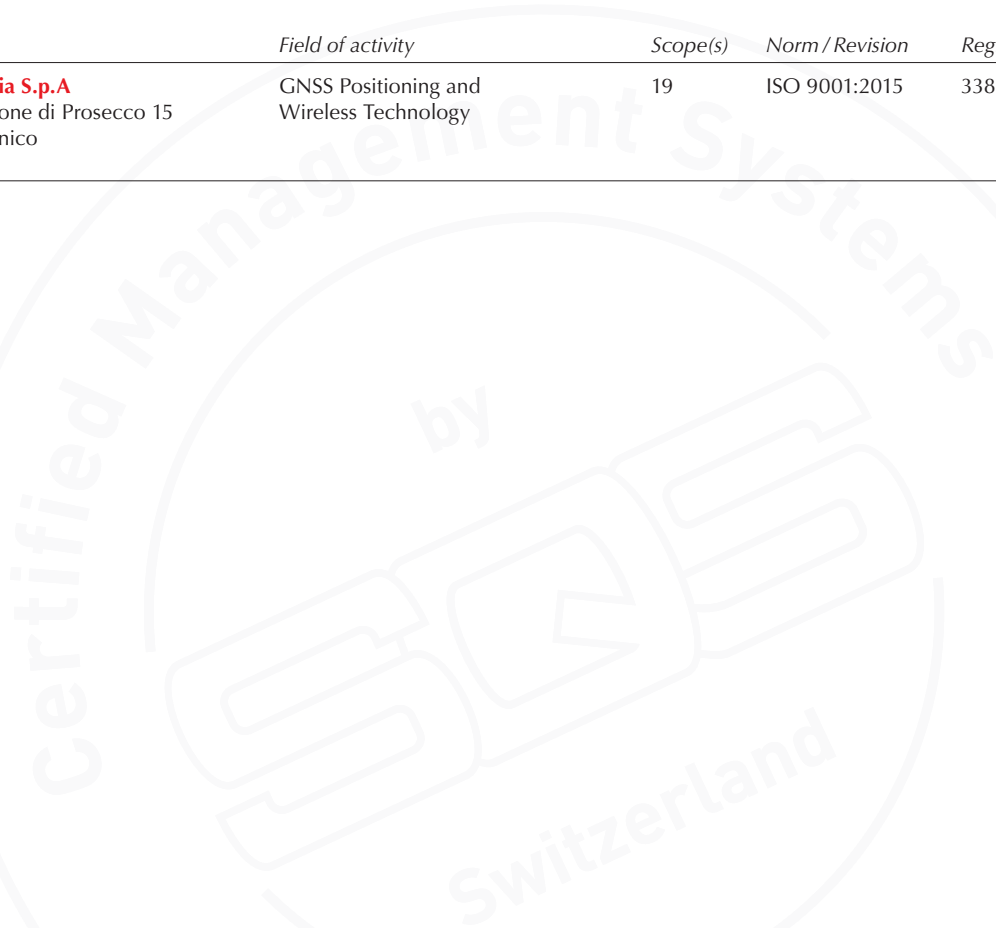 Field of activity Scope(s) Norm / Revision Reg
ia S.p.A GNSS Positioning and 19 ISO 9001:2015 338
one di Prosecco 15 Wireless Technology
nico
Certified Management Systems
by
SQS
Switzerland